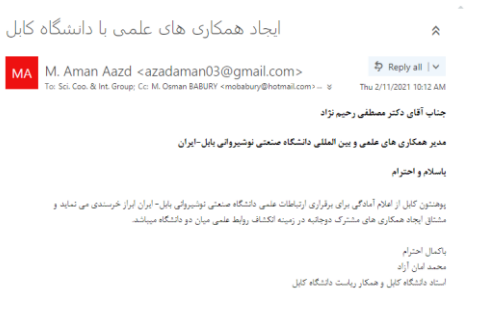 ایجاد همکاری های علمی با دانشگاه کابل
MA
M. Aman Aazd <azadaman03@gmail.com>
Reply all | v
To: Sci. Coo. & Int. Group; Cc: M. Osman BABURY <mobabury@hotmail.com>
Thu 2/11/2021 10:12 AM
جناب آقای دکتر مصطفی رحیم نژاد
مدیر همکاری های علمی و بین المللی دانشگاه صنعتی نوشیروانی بابل-ایران
باسلام و احترام
پوهنتون کابل از اعلام آمادگی برای برقراری ارتباطات علمی دانشگاه صنعتی نوشیروانی بابل- ایران ابراز خرسندی می نماید و
مشتاق ایجاد همکاری های مشترک دوجانبه در زمینه انکشاف روابط علمی میان دو دانشگاه میباشد.
باکمال احترام
محمد امان آزاد
استاد دانشگاه کابل و همکار ریاست دانشگاه کابل